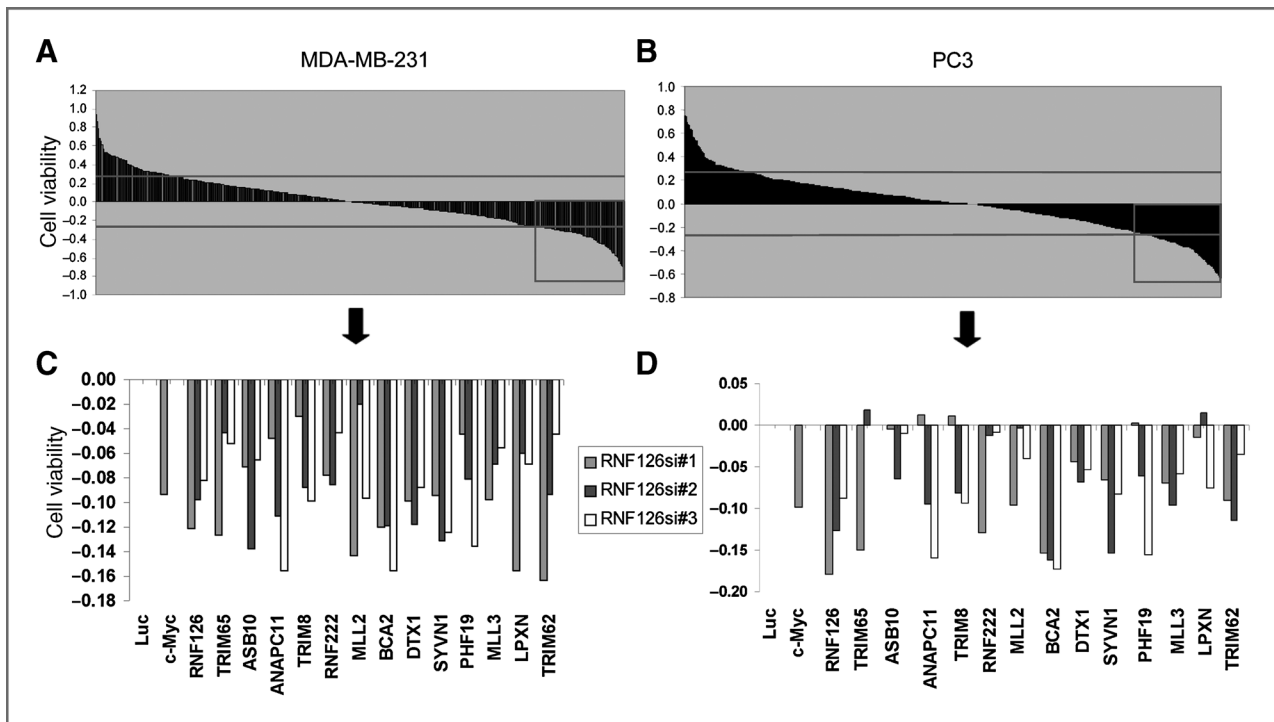 A
MDA-MB-231
Cell viability
1.2
1.0
0.8
0.6
0.4
0.2
0.0
−0.2
−0.4
−0.6
−0.8
−1.0
B
PC3
1.0
0.8
0.6
0.4
0.2
0.0
−0.2
−0.4
−0.6
−0.8
C
Cell viability
0.00
−0.02
−0.04
−0.06
−0.08
−0.10
−0.12
−0.14
−0.16
−0.18
Luc
c-Myc
RNF126
TRIM65
ASB10
ANAPC11
TRIM8
RNF222
MLL2
BCA2
DTX1
SYVN1
PHF19
MLL3
LPXN
TRIM62
RNF126si#1
RNF126si#2
RNF126si#3
D
0.05
0.00
−0.05
−0.10
−0.15
−0.20
Luc
c-Myc
RNF126
TRIM65
ASB10
ANAPC11
TRIM8
RNF222
MLL2
BCA2
DTX1
SYVN1
PHF19
MLL3
LPXN
TRIM62